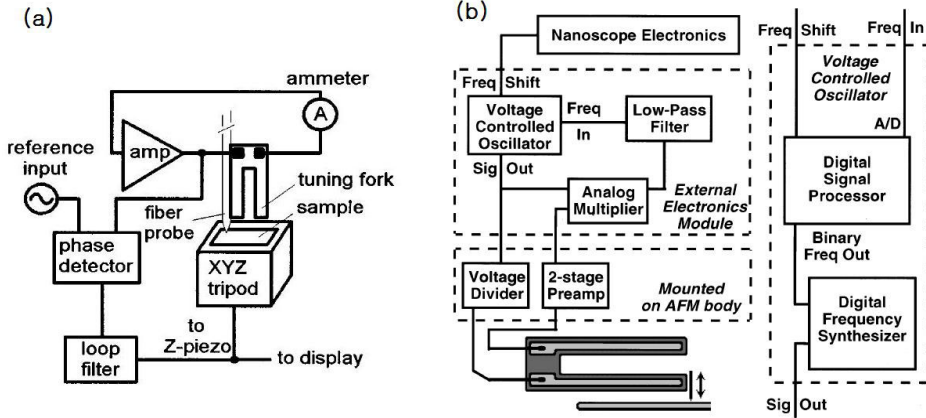 (a)
ammeter
A
amp
reference
input
tuning fork
fiber
probe
sample
phase
detector
XYZ
tripod
to
Z-piezo
loop
filter
to display
(b)
Nanoscope Electronics
Freq Shift
Voltage
Controlled
Oscillator
Freq
In
Low-Pass
Filter
Sig Out
Analog
Multiplier
External
Electronics
Module
Voltage
Divider
2-stage
Preamp
Mounted
on AFM body
Freq Shift
Freq In
Voltage
Controlled
Oscillator
A/D
Digital
Signal
Processor
Binary
Freq Out
Digital
Frequency
Synthesizer
Sig Out